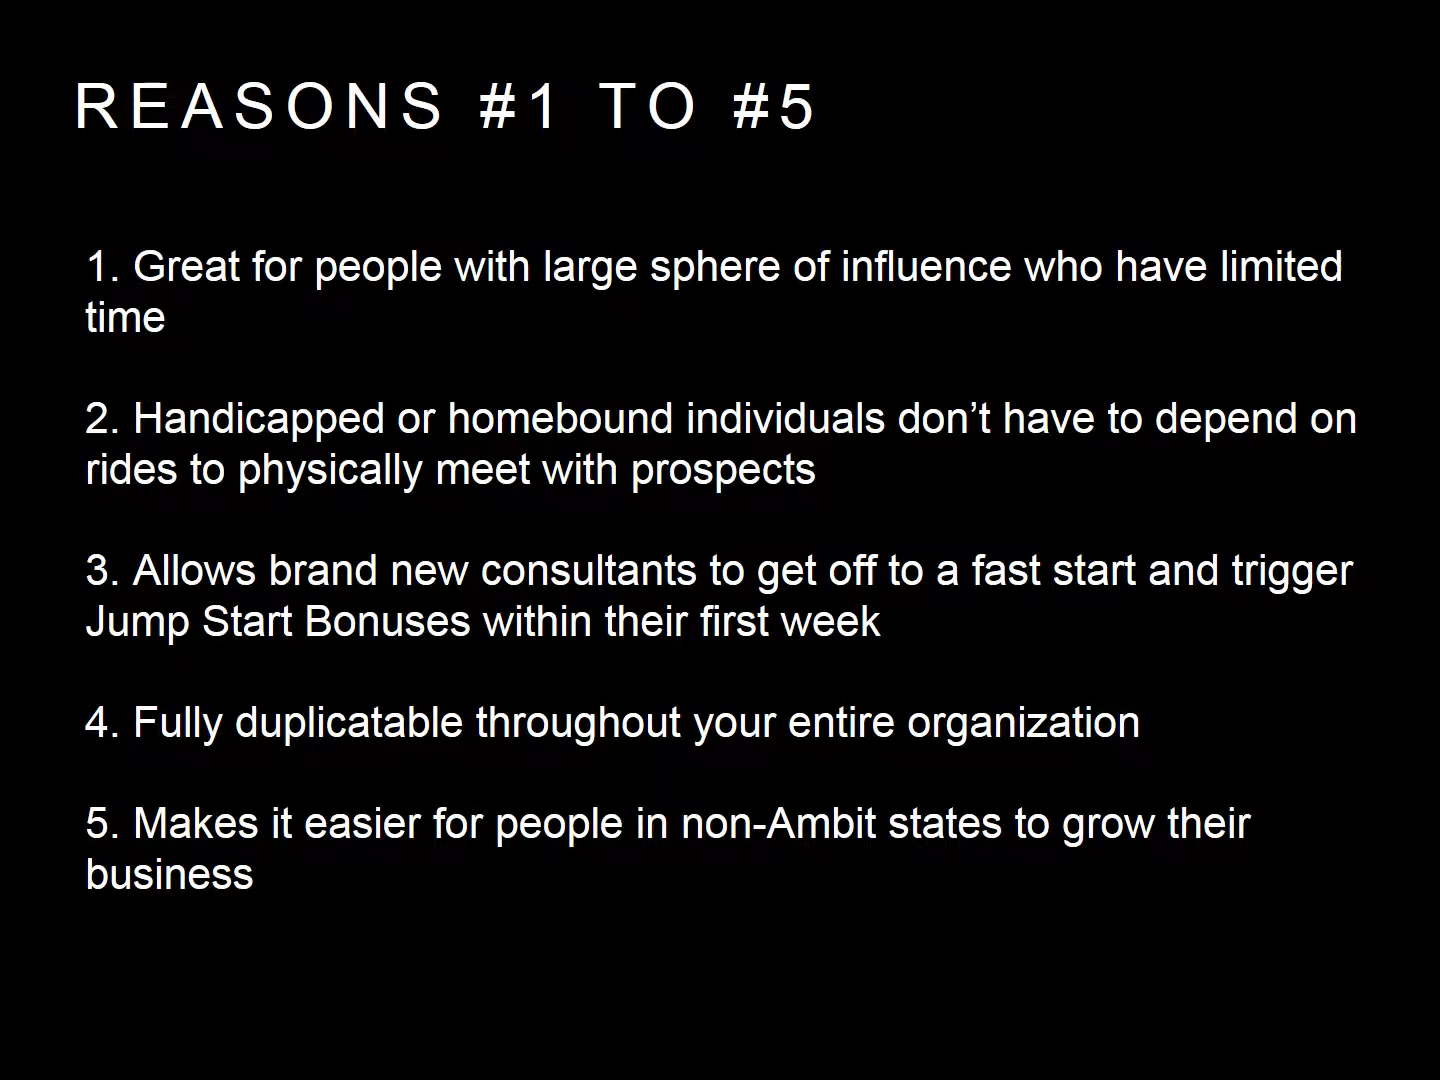 REASONS #1 TO #5
1. Great for people with large sphere of influence who have limited
time
2. Handicapped or homebound individuals don’t have to depend on
rides to physically meet with prospects
3. Allows brand new consultants to get off to a fast start and trigger
Jump Start Bonuses within their first week
4. Fully duplicatable throughout your entire organization
5. Makes it easier for people in non-Ambit states to grow their
business